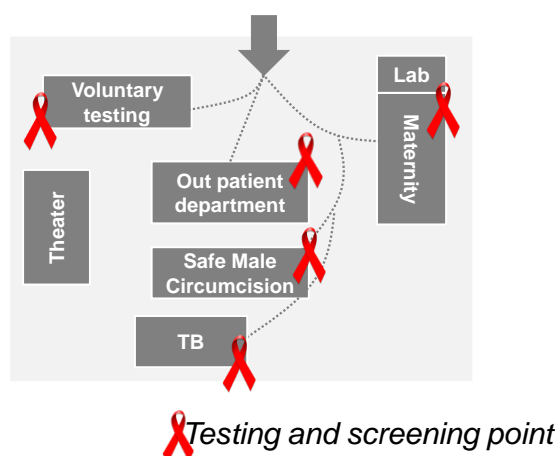 Voluntary
testing
Lab
Maternity
Out patient
department
Theater
Safe Male
Circumcision
TB
Testing and screening point